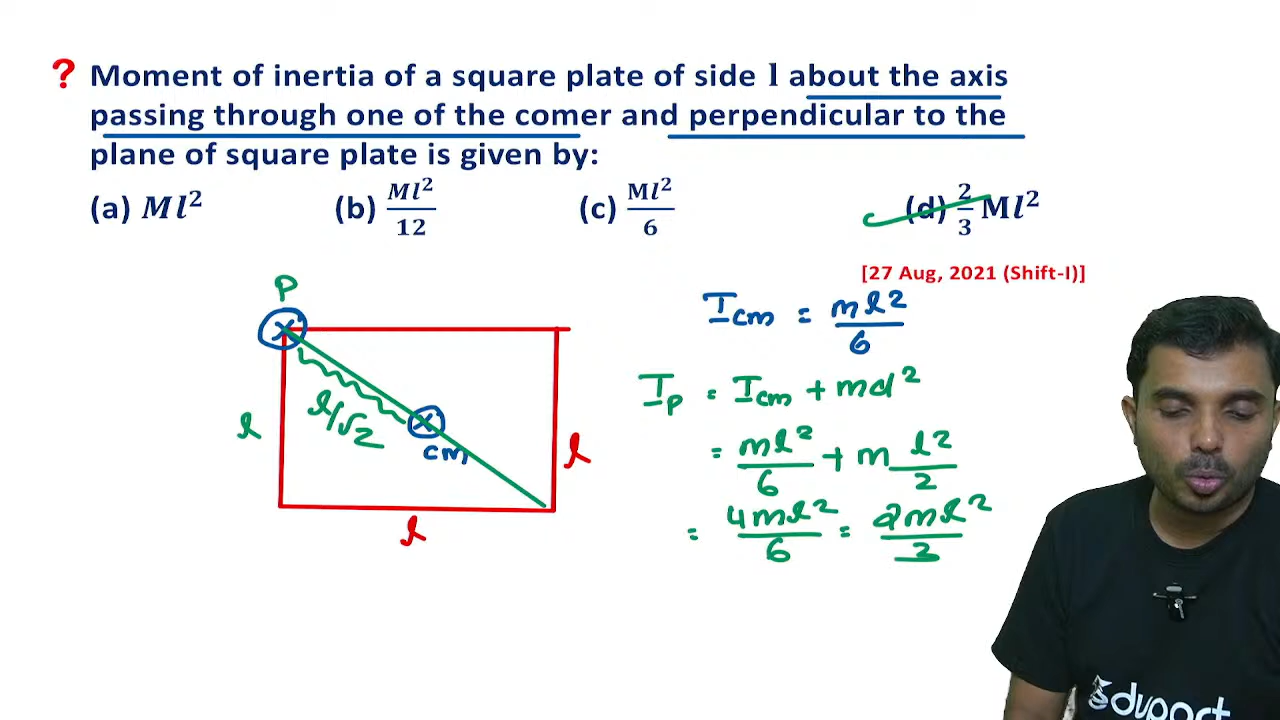 ? Moment of inertia of a square plate of side l about the axis
passing through one of the comer and perpendicular to the
plane of square plate is given by:
(a) Ml² (b) Ml²/12 (c) Ml²/6 (d) 2/3 Ml²
[27 Aug, 2021 (Shift-I)]
P
l
l/√2
cm
l
l
Icm = ml²/6
Ip = Icm + md²
= ml²/6 + m l²/2
= 4ml²/6 = 2ml²/3
Eduport